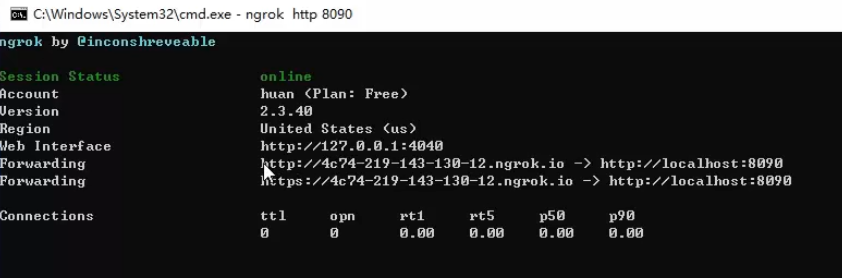 C:\Windows\System32\cmd.exe - ngrok  http 8090
ngrok by @inconshreveable
Session Status online
Account huan (Plan: Free)
Version 2.3.40
Region United States (us)
Web Interface http://127.0.0.1:4040
Forwarding http://4c74-219-143-130-12.ngrok.io -> http://localhost:8090
Forwarding https://4c74-219-143-130-12.ngrok.io -> http://localhost:8090
Connections ttl opn rt1 rt5 p50 p90
0 0 0.00 0.00 0.00 0.00